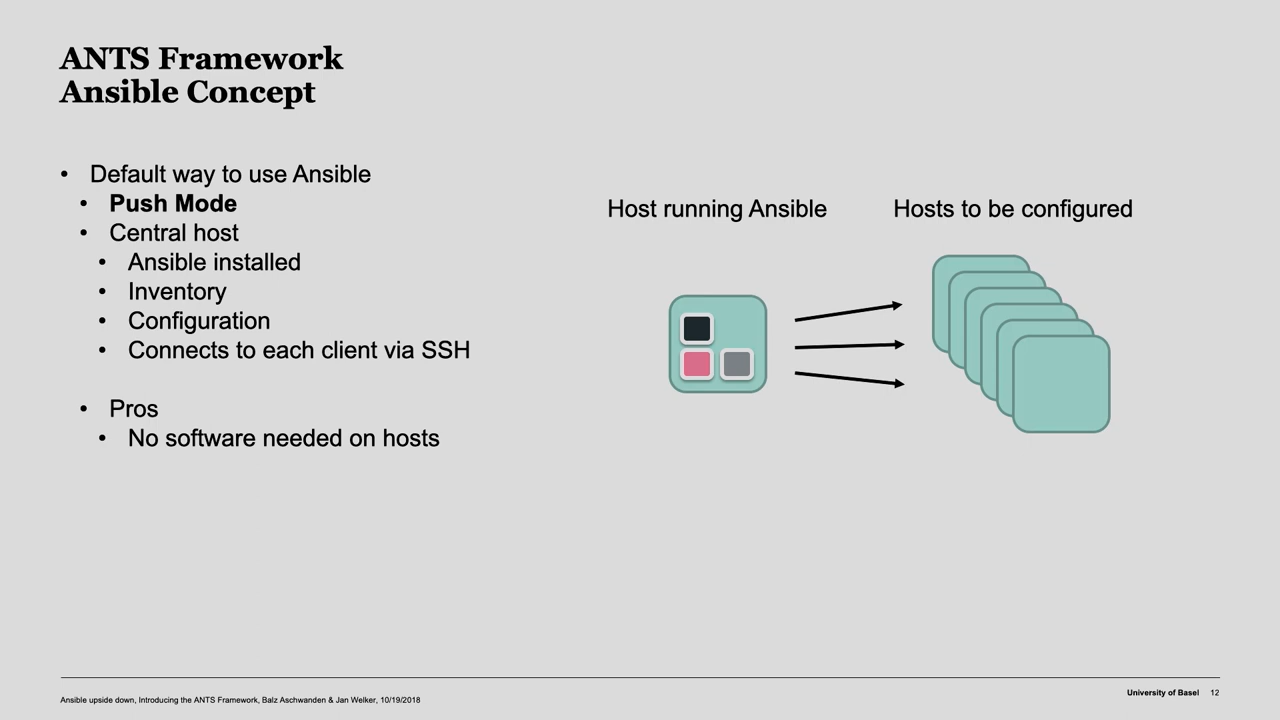 ANTS Framework
Ansible Concept
• Default way to use Ansible
• Push Mode
• Central host
• Ansible installed
• Inventory
• Configuration
• Connects to each client via SSH
• Pros
• No software needed on hosts
Host running Ansible
Hosts to be configured
Ansible upside down, Introducing the ANTS Framework, Balz Aschwanden & Jan Welker, 10/19/2018
University of Basel 12